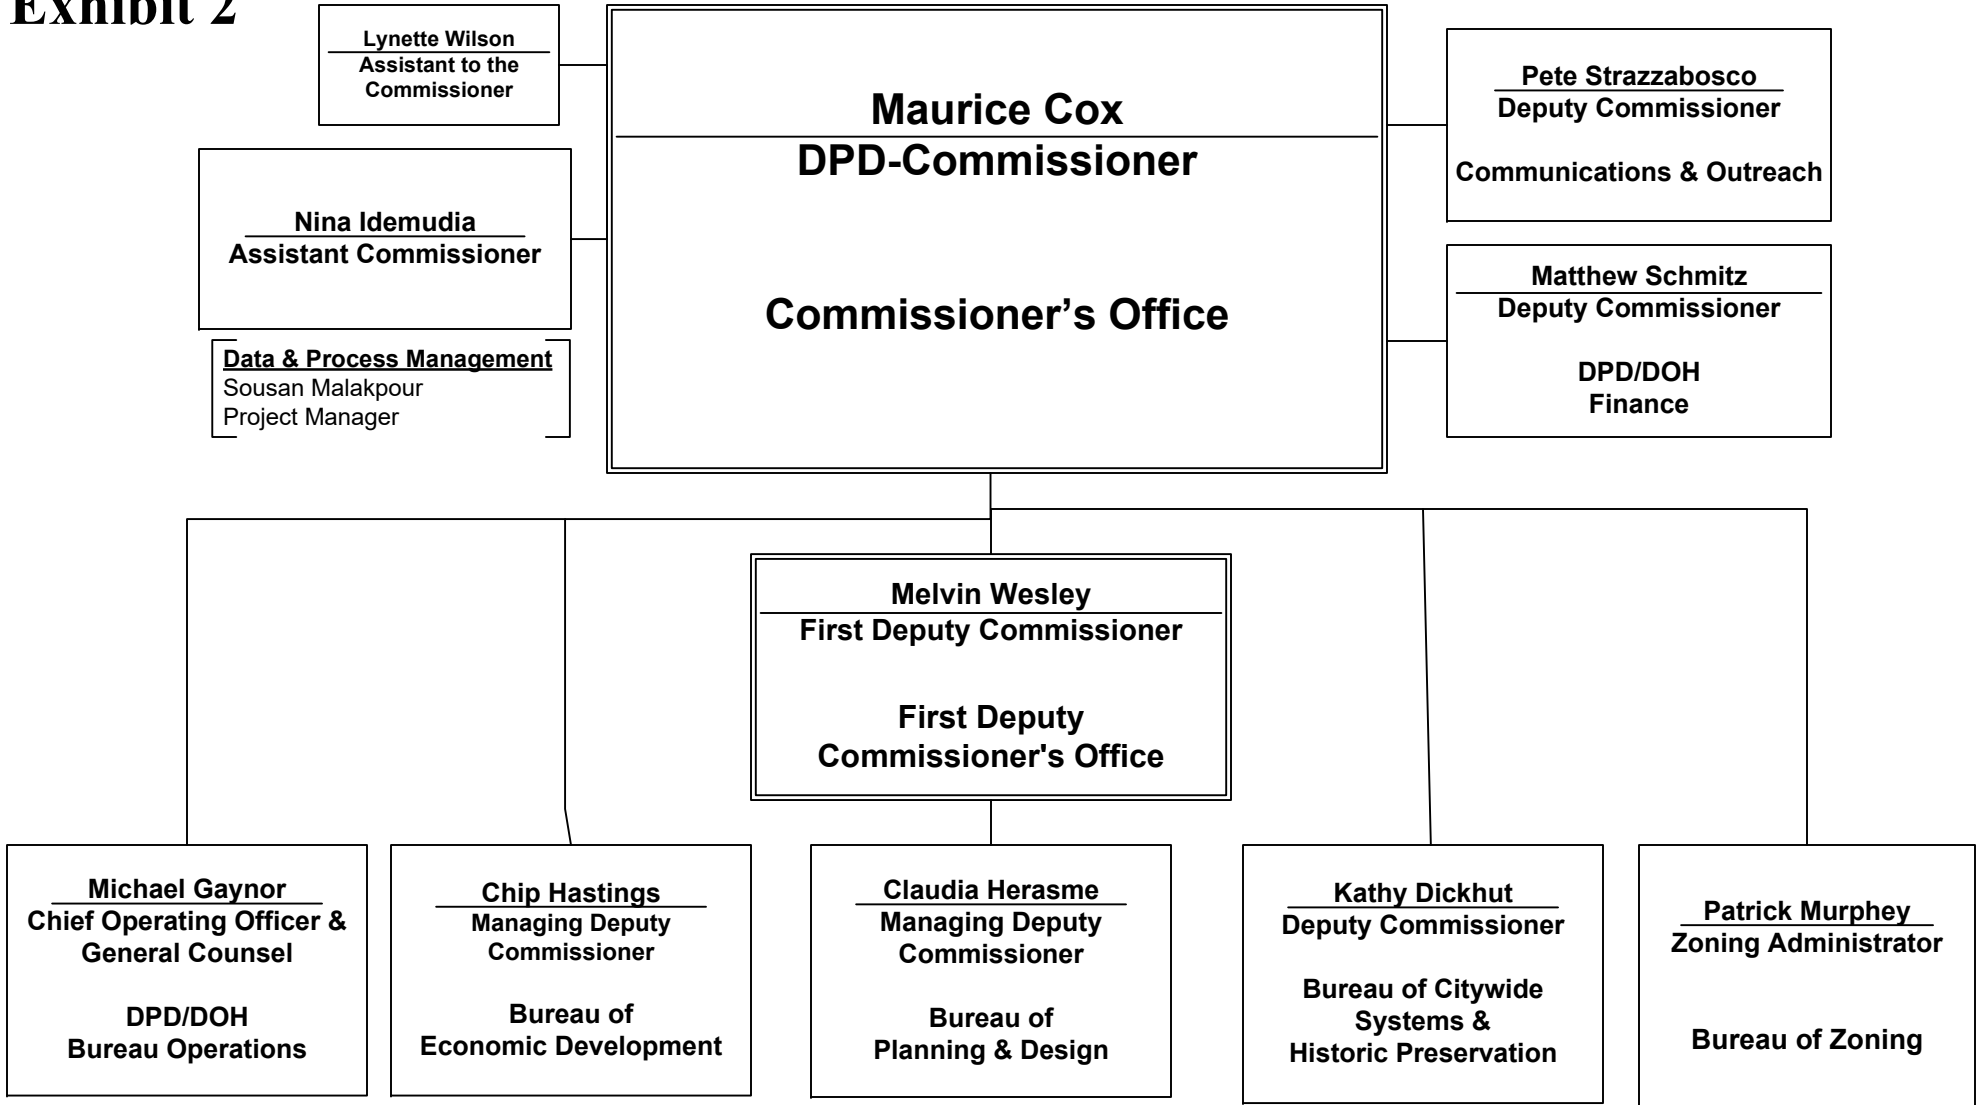 Exhibit 2
Lynette Wilson
Assistant to the
Commissioner
Nina Idemudia
Assistant Commissioner
Data & Process Management
Sousan Malakpour
Project Manager
Maurice Cox
DPD-Commissioner
Commissioner’s Office
Pete Strazzabosco
Deputy Commissioner
Communications & Outreach
Matthew Schmitz
Deputy Commissioner
DPD/DOH
Finance
Melvin Wesley
First Deputy Commissioner
First Deputy
Commissioner's Office
Michael Gaynor
Chief Operating Officer &
General Counsel
DPD/DOH
Bureau Operations
Chip Hastings
Managing Deputy
Commissioner
Bureau of
Economic Development
Claudia Herasme
Managing Deputy
Commissioner
Bureau of
Planning & Design
Kathy Dickhut
Deputy Commissioner
Bureau of Citywide
Systems &
Historic Preservation
Patrick Murphey
Zoning Administrator
Bureau of Zoning